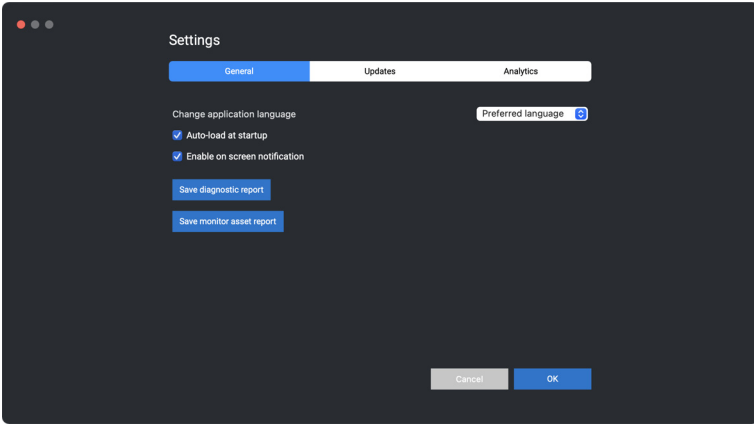 Settings
General Updates Analytics
Change application language Preferred language
Auto-load at startup
Enable on screen notification
Save diagnostic report
Save monitor asset report
Cancel OK